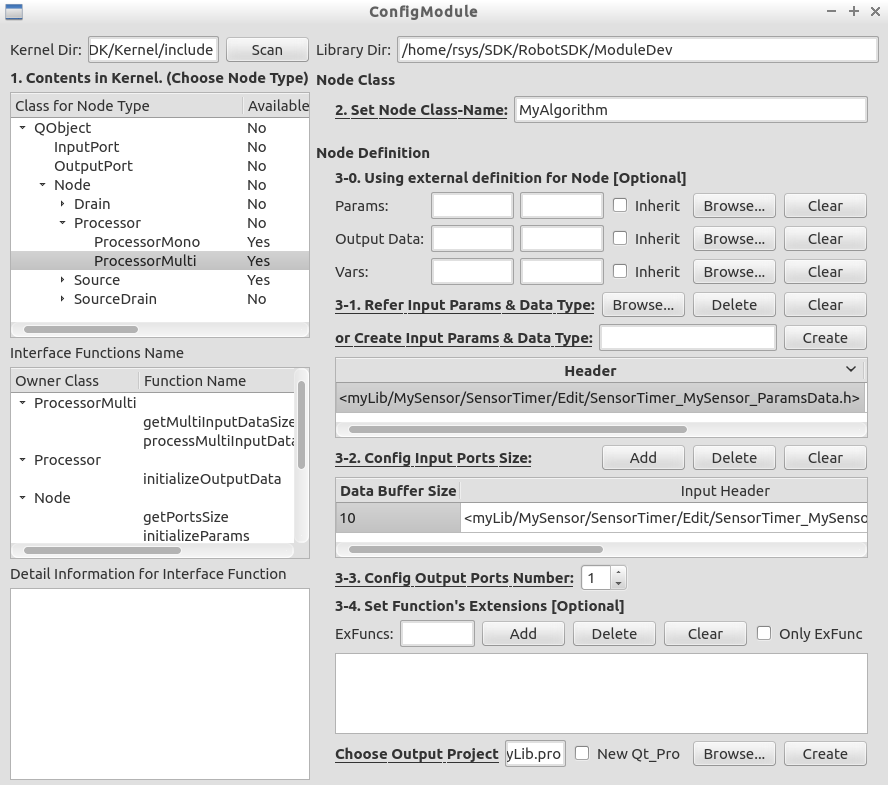 ConfigModule
Kernel Dir: DK/Kernel/include Scan Library Dir: /home/rsys/SDK/RobotSDK/ModuleDev
1. Contents in Kernel. (Choose Node Type)
Class for Node Type Available
QObject No
InputPort No
OutputPort No
Node No
Drain No
Processor No
ProcessorMono Yes
ProcessorMulti Yes
Source Yes
SourceDrain No
Interface Functions Name
Owner Class Function Name
ProcessorMulti
getMultiInputDataSize
processMultiInputData
Processor
initializeOutputData
Node
getPortsSize
initializeParams
Detail Information for Interface Function
Node Class
2. Set Node Class-Name: MyAlgorithm
Node Definition
3-0. Using external definition for Node [Optional]
Params: Inherit Browse... Clear
Output Data: Inherit Browse... Clear
Vars: Inherit Browse... Clear
3-1. Refer Input Params & Data Type: Browse... Delete Clear
or Create Input Params & Data Type: Create
Header
<myLib/MySensor/SensorTimer/Edit/SensorTimer_MySensor_ParamsData.h>
3-2. Config Input Ports Size: Add Delete Clear
Data Buffer Size Input Header
10 <myLib/MySensor/SensorTimer/Edit/SensorTimer_MySenso
3-3. Config Output Ports Number: 1
3-4. Set Function's Extensions [Optional]
ExFuncs: Add Delete Clear Only ExFunc
Choose Output Project yLib.pro New Qt_Pro Browse... Create